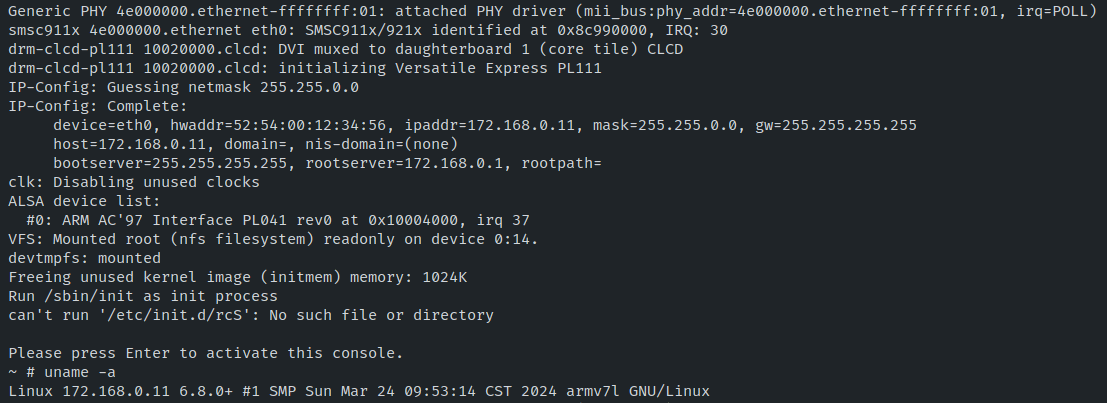 Generic PHY 4e000000.ethernet-ffffffff:01: attached PHY driver (mii_bus:phy_addr=4e000000.ethernet-ffffffff:01, irq=POLL)
smsc911x 4e000000.ethernet eth0: SMSC911x/921x identified at 0x8c990000, IRQ: 30
drm-clcd-pl111 10020000.clcd: DVI muxed to daughterboard 1 (core tile) CLCD
drm-clcd-pl111 10020000.clcd: initializing Versatile Express PL111
IP-Config: Guessing netmask 255.255.0.0
IP-Config: Complete:
     device=eth0, hwaddr=52:54:00:12:34:56, ipaddr=172.168.0.11, mask=255.255.0.0, gw=255.255.255.255
     host=172.168.0.11, domain=, nis-domain=(none)
     bootserver=255.255.255.255, rootserver=172.168.0.1, rootpath=
clk: Disabling unused clocks
ALSA device list:
  #0: ARM AC'97 Interface PL041 rev0 at 0x10004000, irq 37
VFS: Mounted root (nfs filesystem) readonly on device 0:14.
devtmpfs: mounted
Freeing unused kernel image (initmem) memory: 1024K
Run /sbin/init as init process
can't run '/etc/init.d/rcS': No such file or directory

Please press Enter to activate this console.
~ # uname -a
Linux 172.168.0.11 6.8.0+ #1 SMP Sun Mar 24 09:53:14 CST 2024 armv7l GNU/Linux